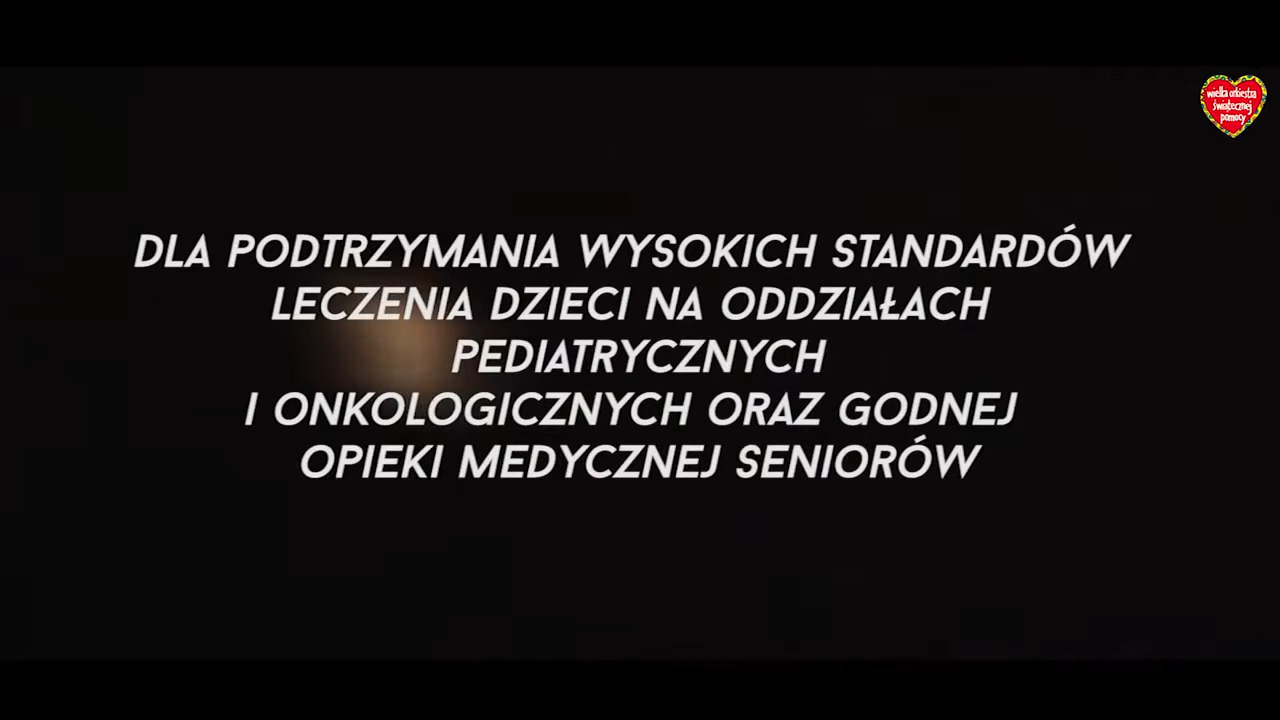 wielka orkiestra
świątecznej
pomocy
DLA PODTRZYMANIA WYSOKICH STANDARDÓW
LECZENIA DZIECI NA ODDZIAŁACH
PEDIATRYCZNYCH
I ONKOLOGICZNYCH ORAZ GODNEJ
OPIEKI MEDYCZNEJ SENIORÓW